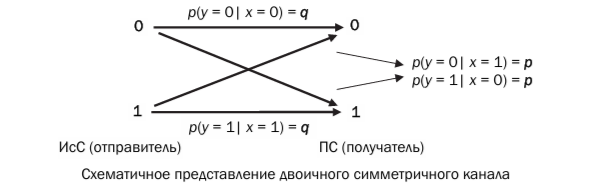 p(y = 0| x = 0) = q
0 0
p(y = 0| x = 1) = p
p(y = 1| x = 0) = p
1 1
p(y = 1| x = 1) = q
ИсС (отправитель) ПС (получатель)
Схематичное представление двоичного симметричного канала